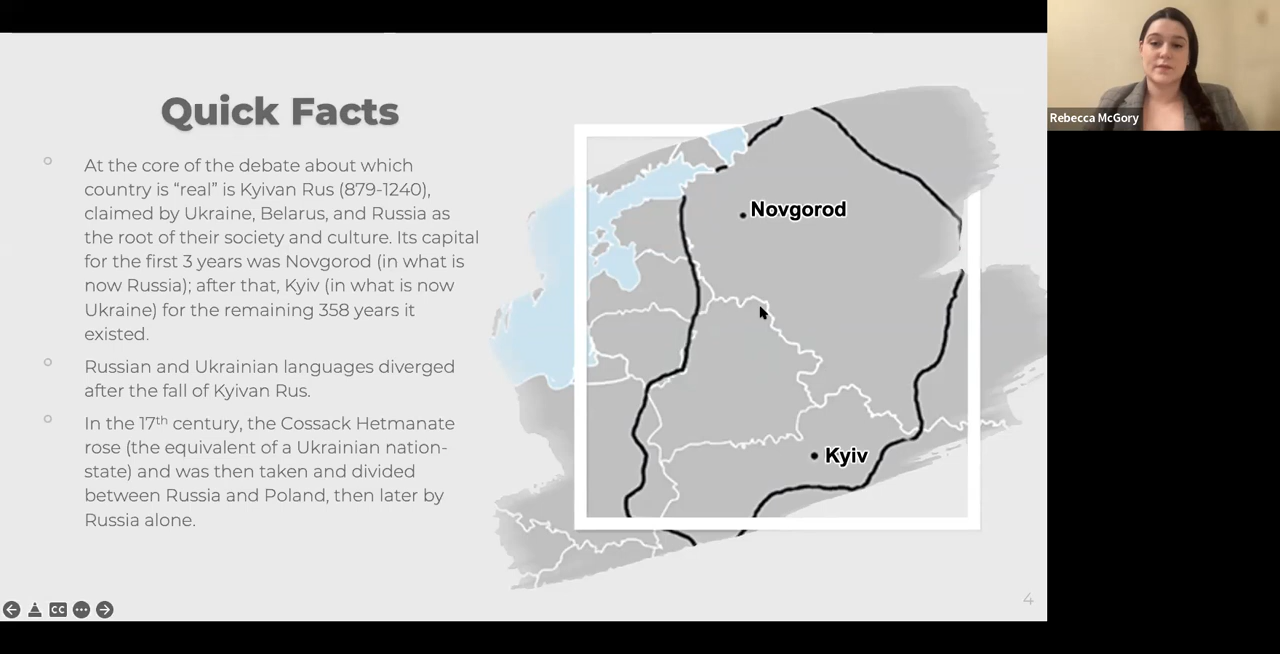 Quick Facts
At the core of the debate about which
country is “real” is Kyivan Rus (879-1240),
claimed by Ukraine, Belarus, and Russia as
the root of their society and culture. Its capital
for the first 3 years was Novgorod (in what is
now Russia); after that, Kyiv (in what is now
Ukraine) for the remaining 358 years it
existed.
Russian and Ukrainian languages diverged
after the fall of Kyivan Rus.
In the 17th century, the Cossack Hetmanate
rose (the equivalent of a Ukrainian nation-
state) and was then taken and divided
between Russia and Poland, then later by
Russia alone.
Novgorod
Kyiv
4
CC
Rebecca McGory